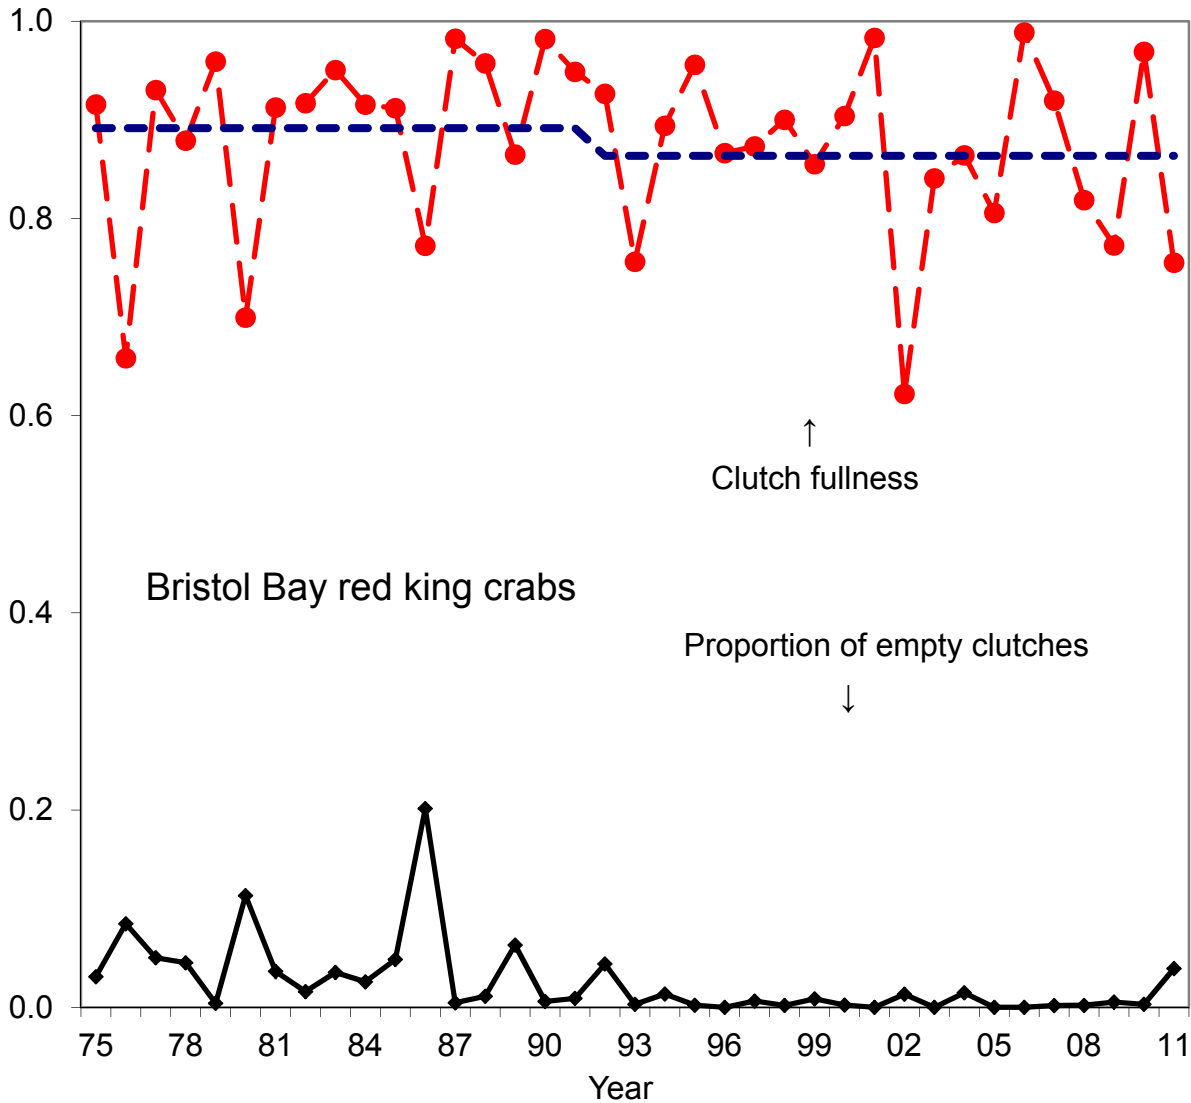 1.0
0.8
0.6
↑
Clutch fullness
Bristol Bay red king crabs
0.4
Proportion of empty clutches
↓
0.2
0.0
75 78 81 84 87 90 93 96 99 02 05 08 11
Year